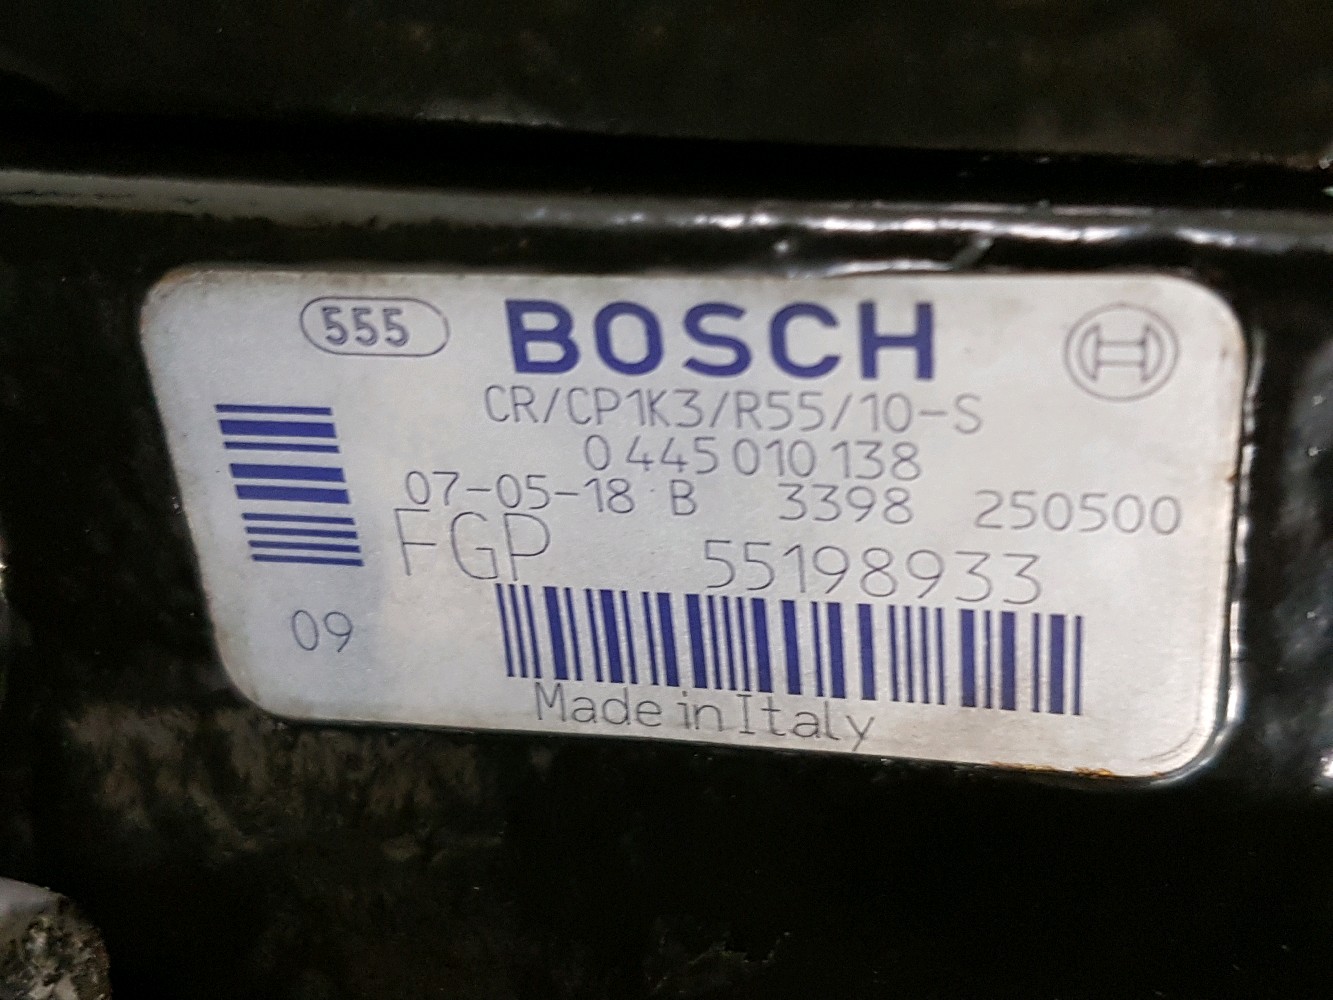 555 BOSCH
CR/CP1K3/R55/10-S
0 445 010 138
07-05-18 B 3398 250500
FGP 55198933
09
Made in Italy